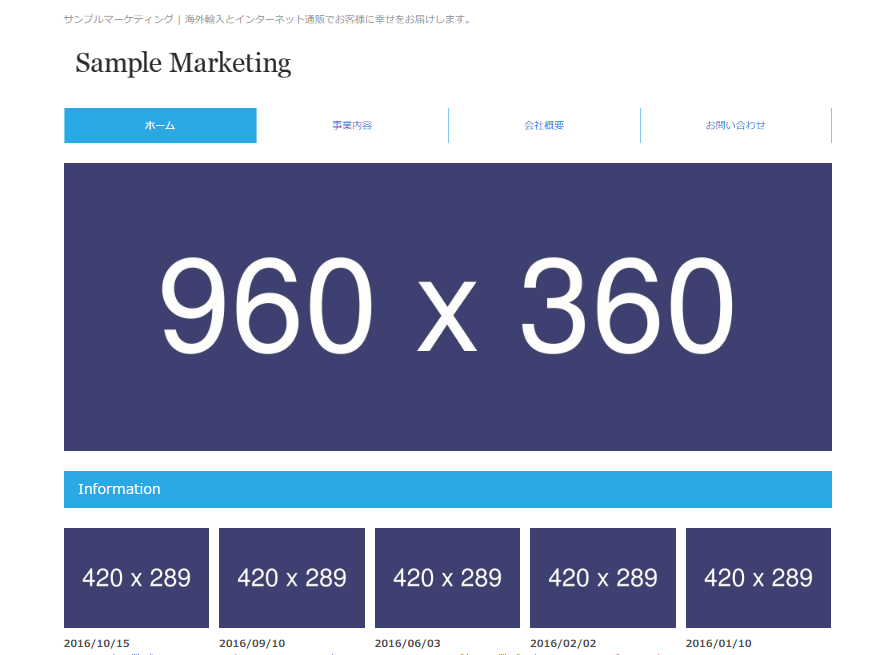 サンプルマーケティング | 海外輸入とインターネット通販でお客様に幸せをお届けします。
Sample Marketing
ホーム 事業内容 会社概要 お問い合わせ
960 x 360
Information
420 x 289 420 x 289 420 x 289 420 x 289 420 x 289
2016/10/15 2016/09/10 2016/06/03 2016/02/02 2016/01/10